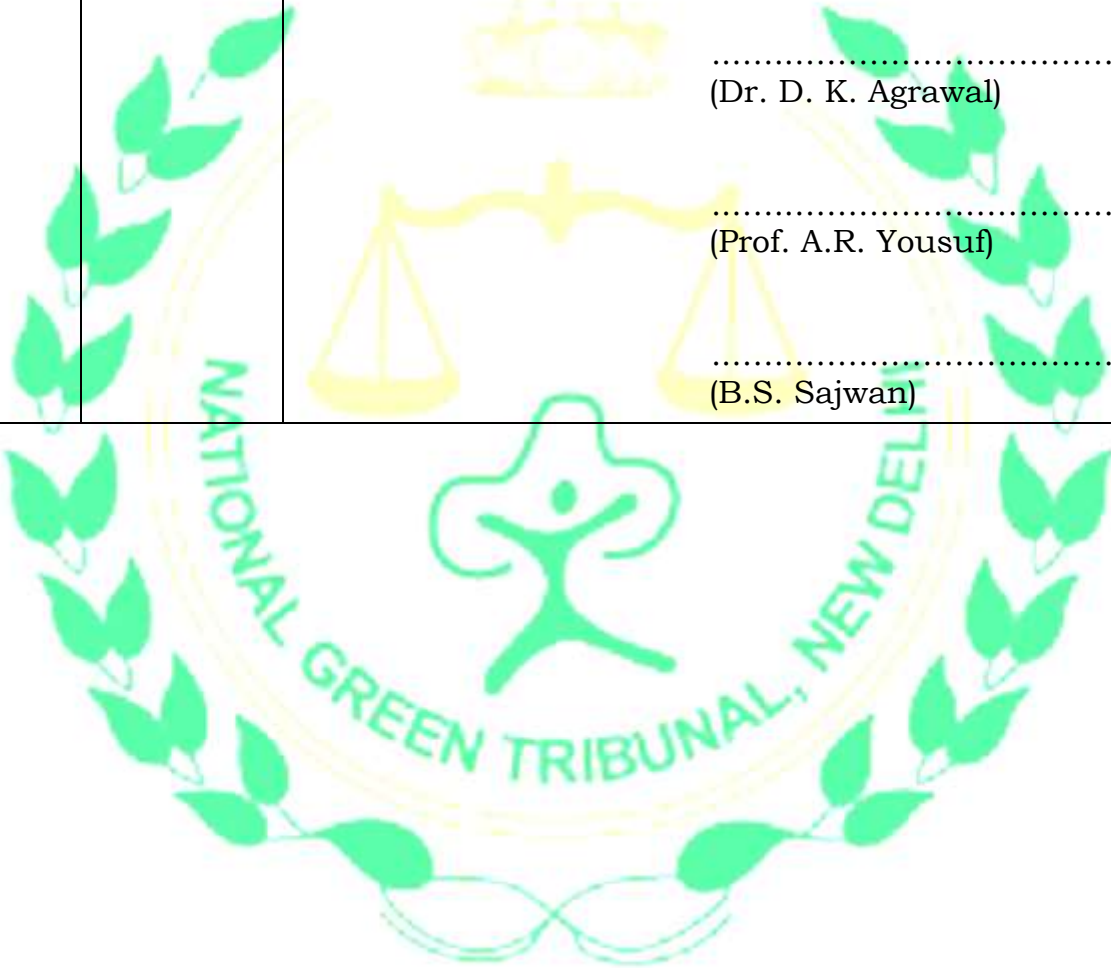 .......................................
(Dr. D. K. Agrawal)
.......................................
(Prof. A.R. Yousuf)
.......................................
(B.S. Sajwan)
NATIONAL GREEN TRIBUNAL, NEW DELHI